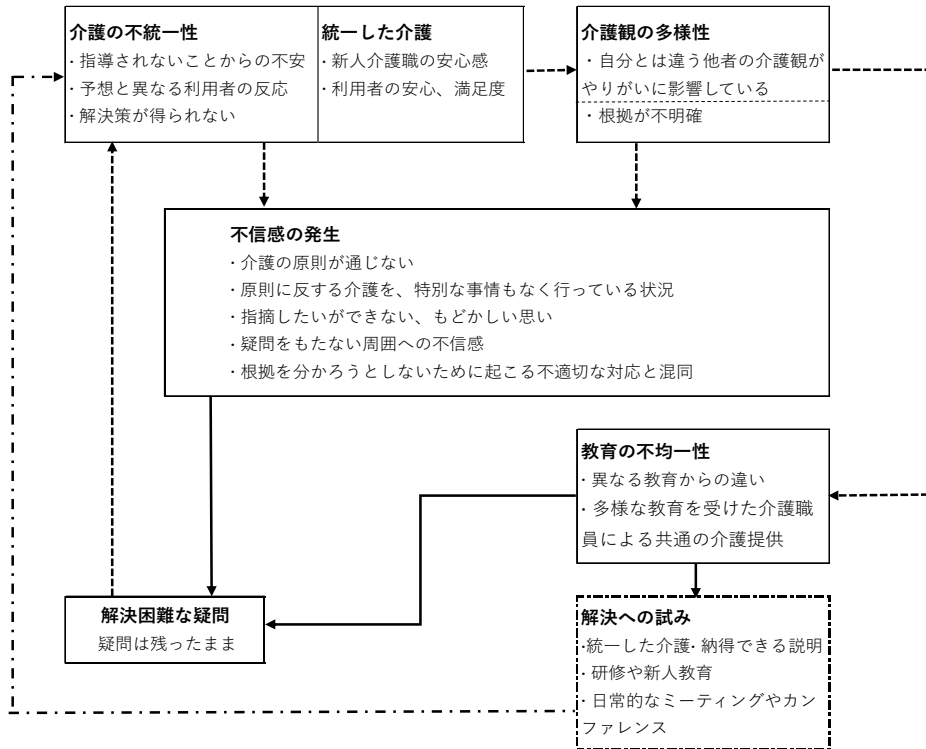 介護の不統一性
・指導されないことからの不安
・予想と異なる利用者の反応
・解決策が得られない
統一した介護
・新人介護職の安心感
・利用者の安心、満足度
介護観の多様性
・自分とは違う他者の介護観が
やりがいに影響している
・根拠が不明確
不信感の発生
・介護の原則が通じない
・原則に反する介護を、特別な事情もなく行っている状況
・指摘したいができない、もどかしい思い
・疑問をもたない周囲への不信感
・根拠を分かろうとしないために起こる不適切な対応と混同
教育の不均一性
・異なる教育からの違い
・多様な教育を受けた介護職
員による共通の介護提供
解決困難な疑問
疑問は残ったまま
解決への試み
・統一した介護・納得できる説明
・研修や新人教育
・日常的なミーティングやカン
ファレンス